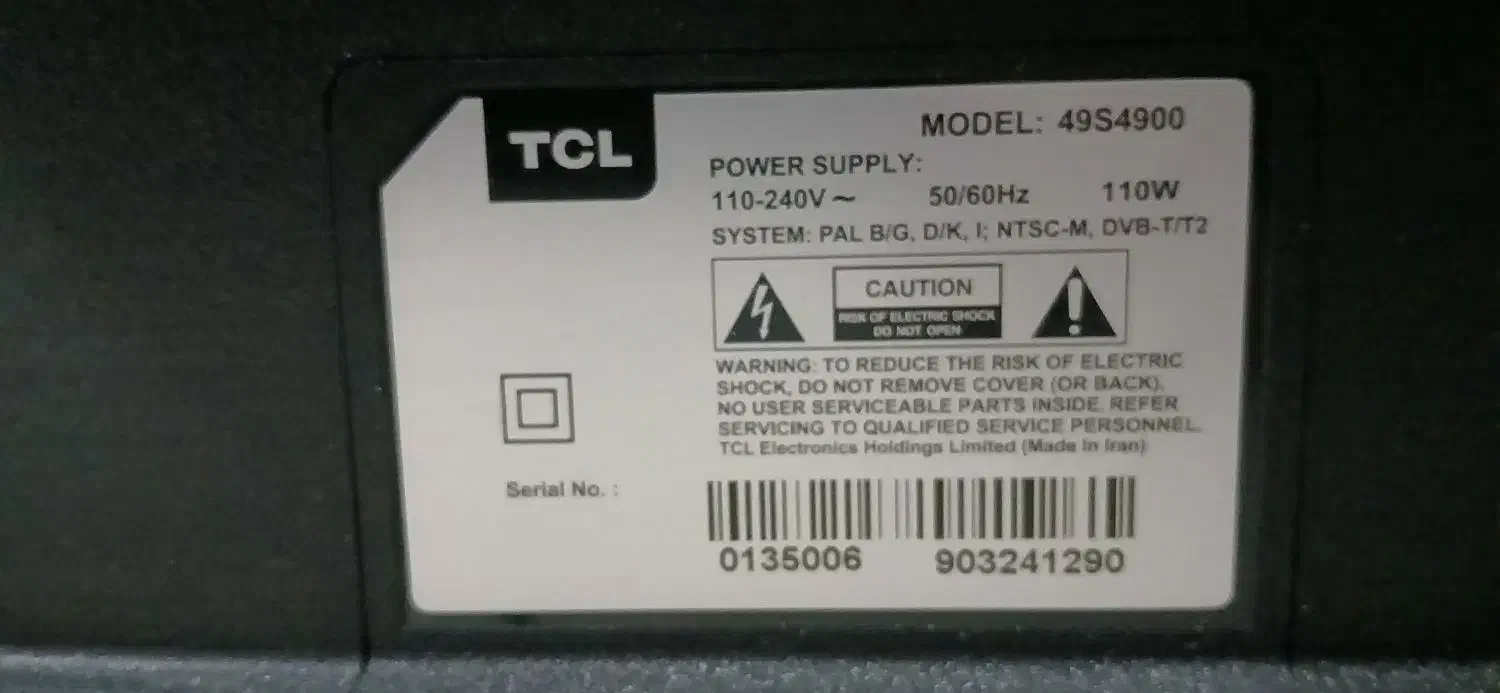 TCL
MODEL: 49S4900
POWER SUPPLY:
110-240V ~ 50/60Hz 110W
SYSTEM: PAL B/G, D/K, I; NTSC-M, DVB-T/T2
CAUTION
RISK OF ELECTRIC SHOCK
DO NOT OPEN
WARNING: TO REDUCE THE RISK OF ELECTRIC
SHOCK, DO NOT REMOVE COVER (OR BACK).
NO USER SERVICEABLE PARTS INSIDE. REFER
SERVICING TO QUALIFIED SERVICE PERSONNEL.
TCL Electronics Holdings Limited (Made in Iran)
Serial No. :
0135006 903241290